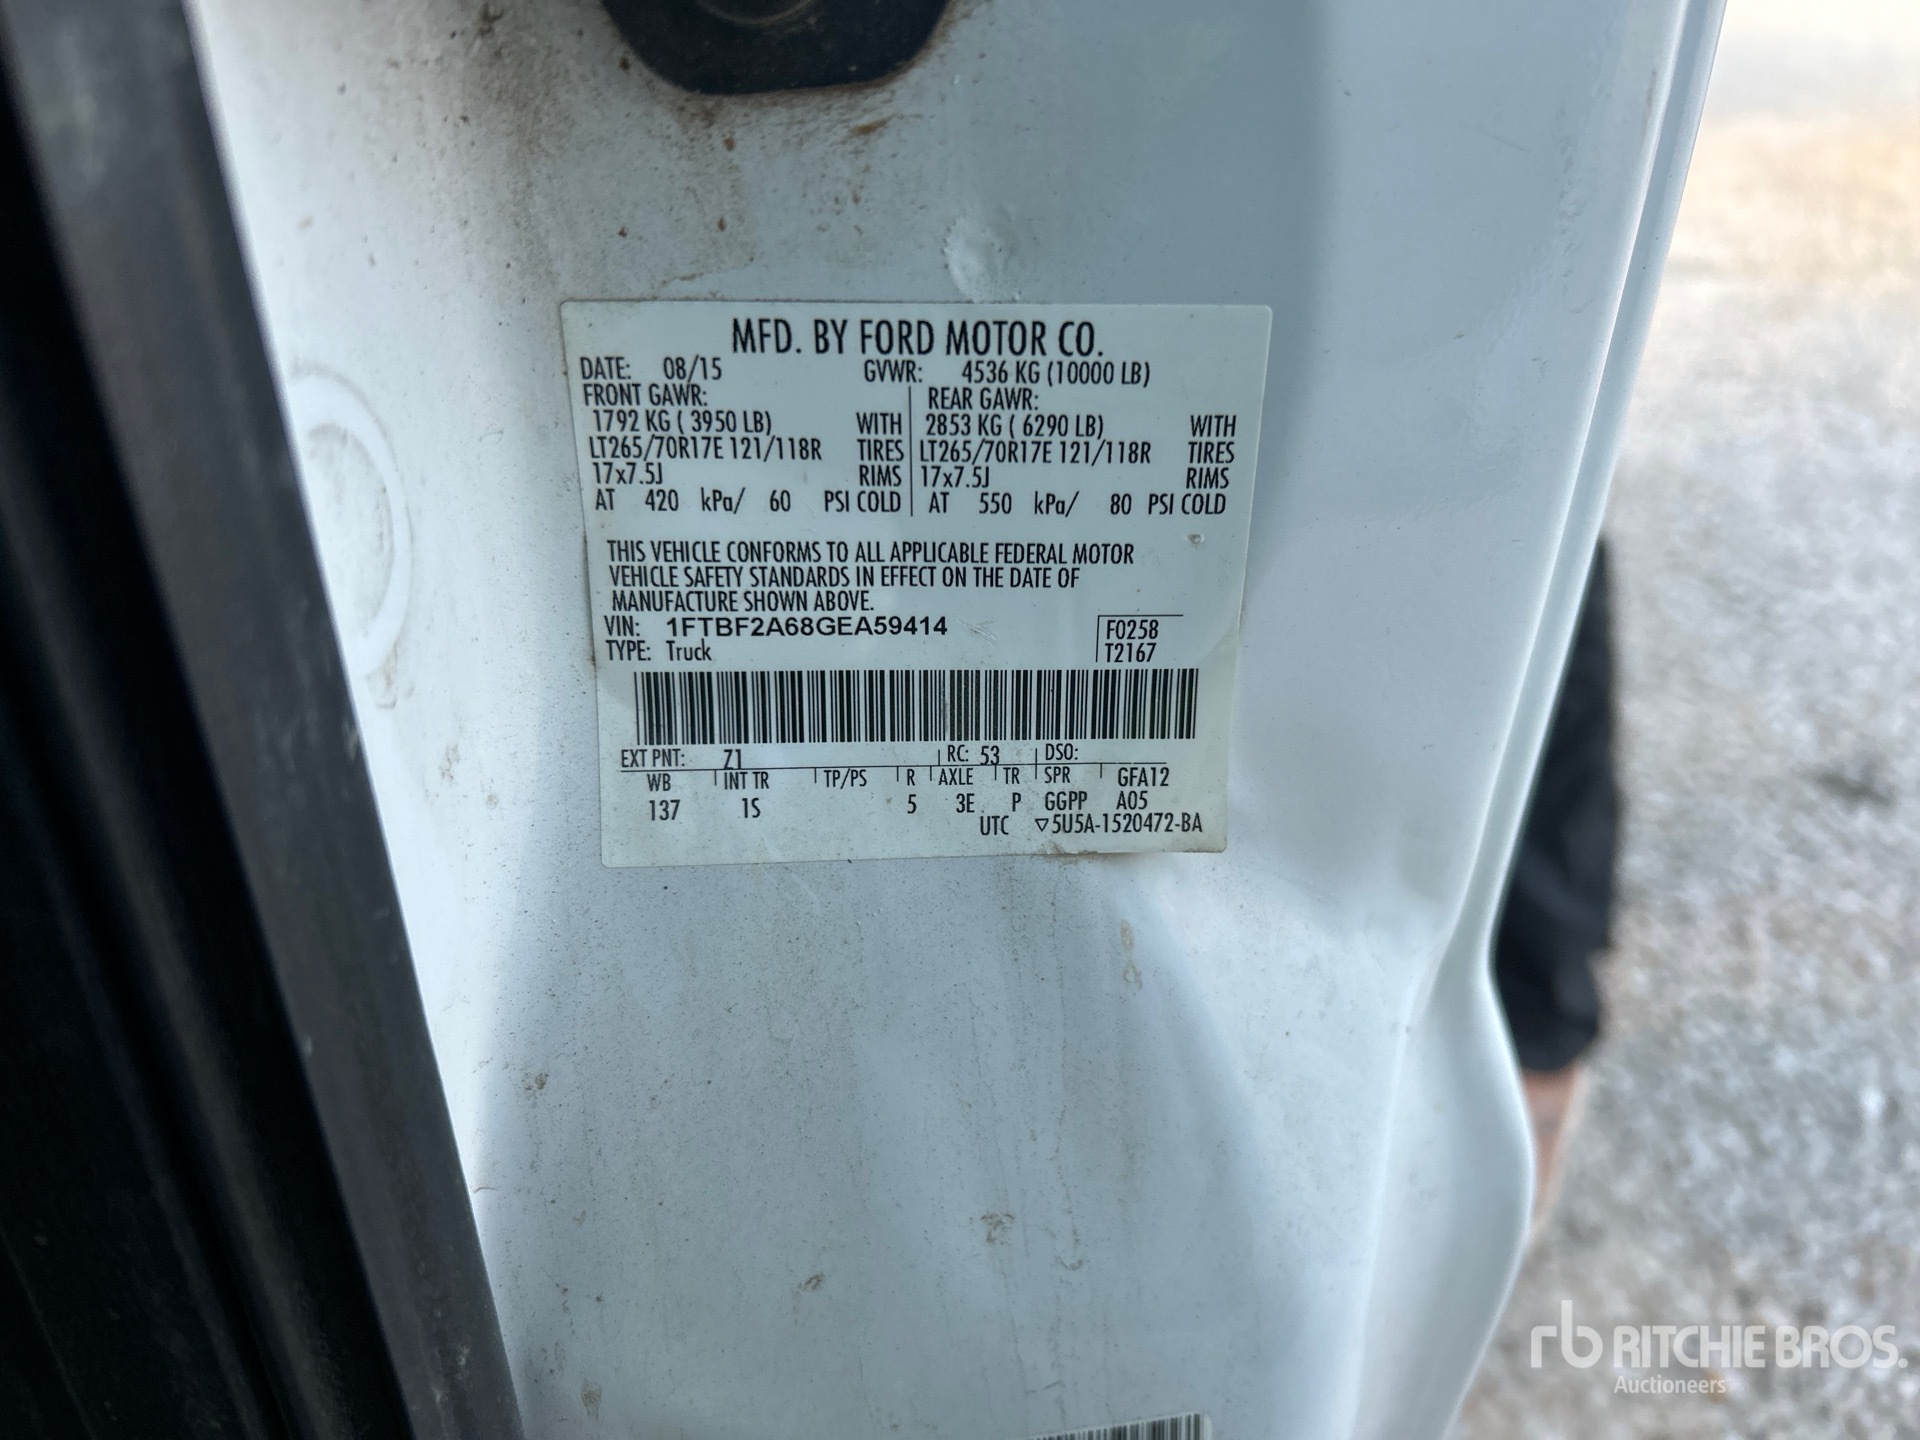 MFD. BY FORD MOTOR CO.
DATE: 08/15 GVWR: 4536 KG (10000 LB)
FRONT GAWR: REAR GAWR:
1792 KG ( 3950 LB) WITH 2853 KG ( 6290 LB) WITH
LT265/70R17E 121/118R TIRES LT265/70R17E 121/118R TIRES
17x7.5J RIMS 17x7.5J RIMS
AT 420 kPa/ 60 PSI COLD AT 550 kPa/ 80 PSI COLD
THIS VEHICLE CONFORMS TO ALL APPLICABLE FEDERAL MOTOR
VEHICLE SAFETY STANDARDS IN EFFECT ON THE DATE OF
MANUFACTURE SHOWN ABOVE.
VIN: 1FTBF2A68GEA59414 F0258
TYPE: Truck T2167
EXT PNT: Z1 RC: 53 DSO:
WB INT TR TP/PS R AXLE TR SPR GFA12
137 1S 5 3E P GGPP A05
UTC ▽5U5A-1520472-BA
rb RITCHIE BROS.
Auctioneers